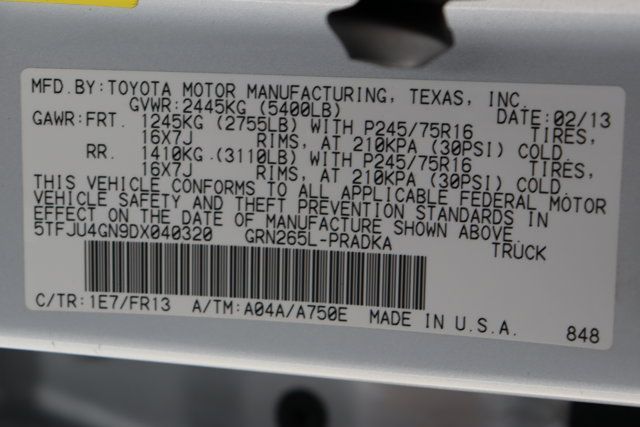 MFD.BY:TOYOTA MOTOR MANUFACTURING, TEXAS, INC.
GVWR:2445KG (5400LB) DATE:02/13
GAWR:FRT. 1245KG (2755LB) WITH P245/75R16 TIRES,
16X7J RIMS, AT 210KPA (30PSI) COLD.
RR. 1410KG (3110LB) WITH P245/75R16 TIRES,
16X7J RIMS, AT 210KPA (30PSI) COLD.
THIS VEHICLE CONFORMS TO ALL APPLICABLE FEDERAL MOTOR
VEHICLE SAFETY AND THEFT PREVENTION STANDARDS IN
EFFECT ON THE DATE OF MANUFACTURE SHOWN ABOVE
5TFJU4GN9DX040320 GRN265L-PRADKA TRUCK
C/TR:1E7/FR13 A/TM:A04A/A750E MADE IN U.S.A. 848